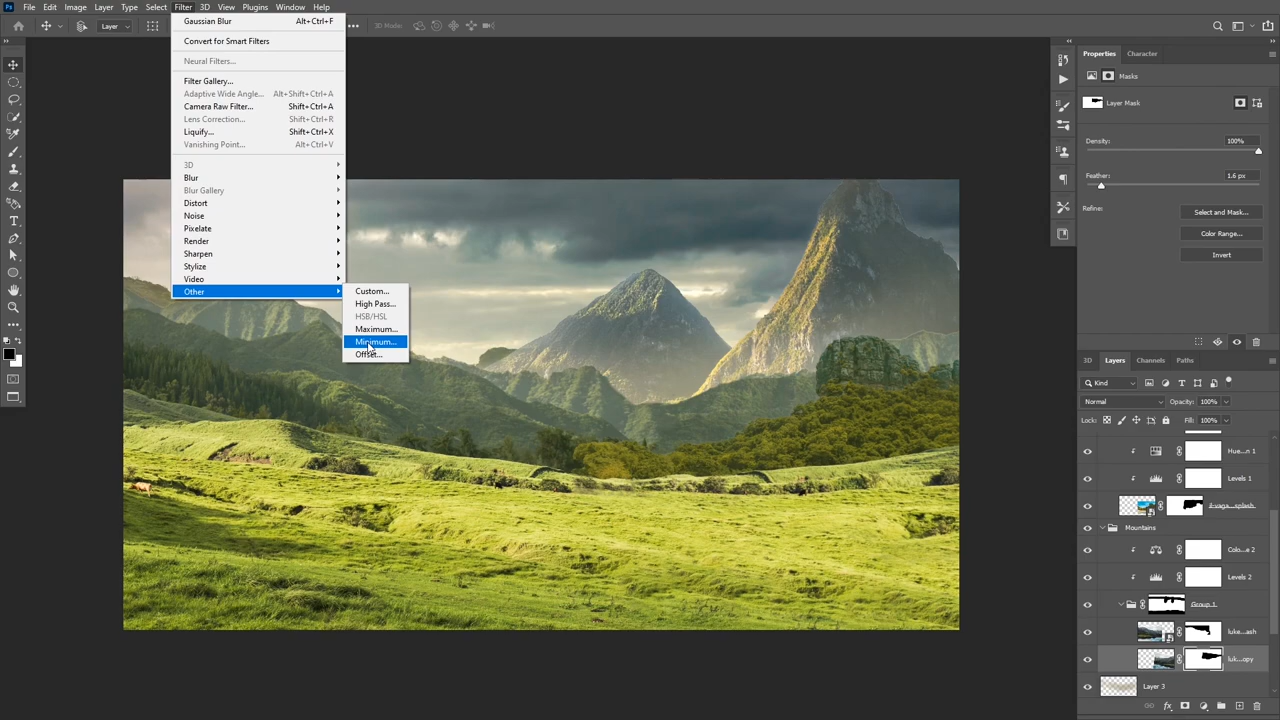 Ps File Edit Image Layer Type Select Filter 3D View Plugins Window Help
Layer
3D Mode:
Gaussian Blur Alt+Ctrl+F
Convert for Smart Filters
Neural Filters...
Filter Gallery...
Adaptive Wide Angle... Alt+Shift+Ctrl+A
Camera Raw Filter... Shift+Ctrl+A
Lens Correction... Shift+Ctrl+R
Liquify... Shift+Ctrl+X
Vanishing Point... Alt+Ctrl+V
3D
Blur
Blur Gallery
Distort
Noise
Pixelate
Render
Sharpen
Stylize
Video
Other
Custom...
High Pass...
HSB/HSL
Maximum...
Minimum...
Offset...
Properties Character
Masks
Layer Mask
Density: 100%
Feather: 1.6 px
Refine: Select and Mask...
Color Range...
Invert
3D Layers Channels Paths
Kind
Normal Opacity: 100%
Lock: Fill: 100%
Hue...n 1
Levels 1
Mountains
Colo...e 2
Levels 2
Group 1
luke...ash
luk...opy
Layer 3
fx